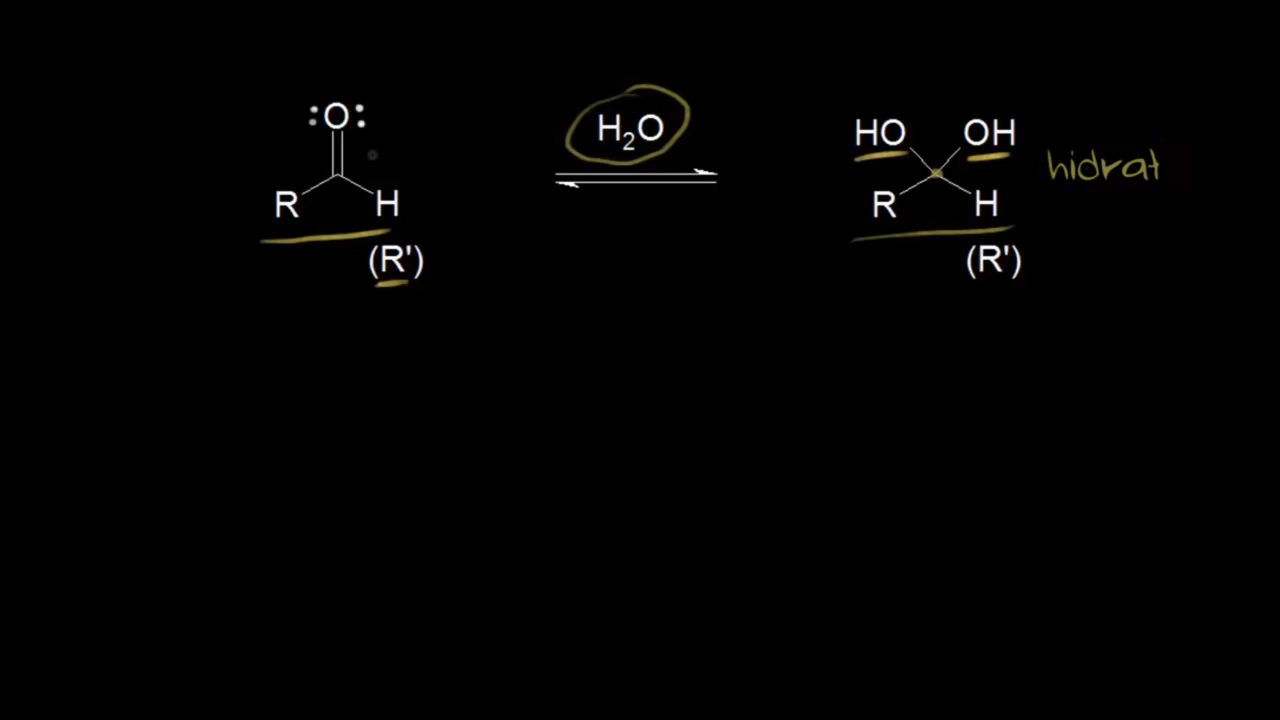 :O:
H₂O
HO OH
hidrat
R H
R H
(R')
(R')